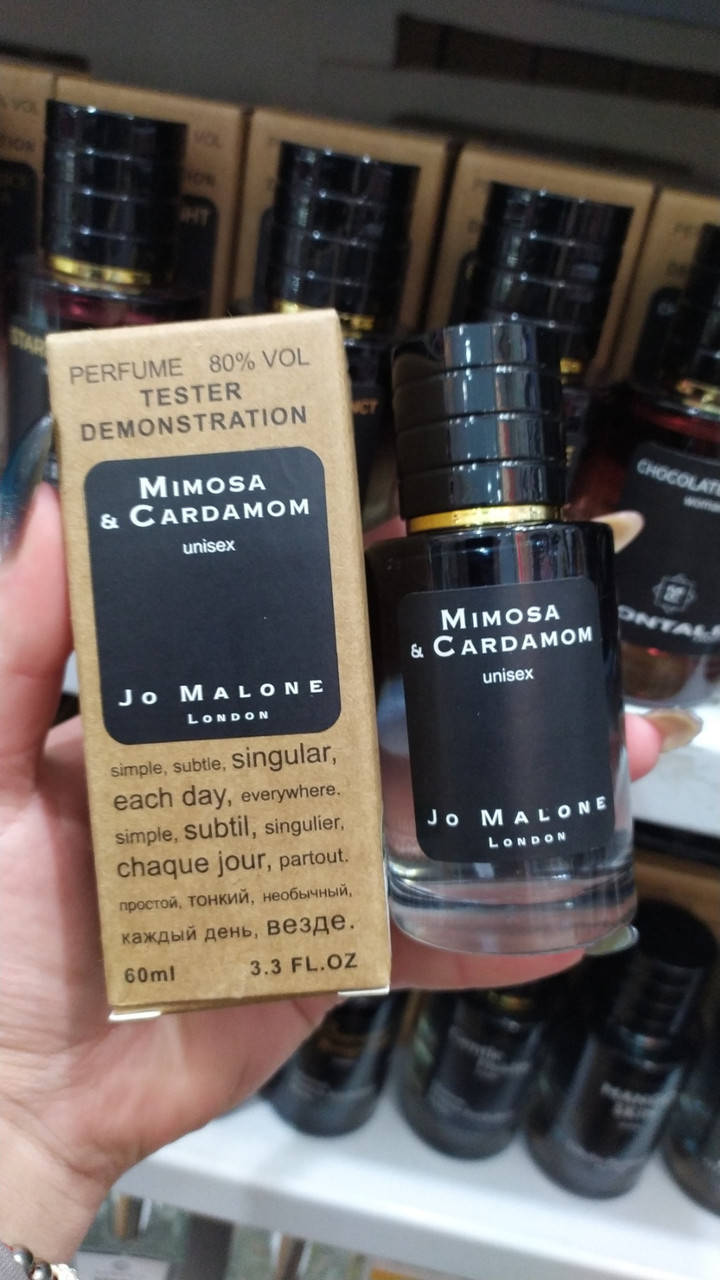 PERFUME 80% VOL
TESTER
DEMONSTRATION
MIMOSA
& CARDAMOM
unisex
JO MALONE
LONDON
simple, subtle, singular,
each day, everywhere.
simple, subtil, singulier,
chaque jour, partout.
простой, тонкий, необычный,
каждый день, везде.
60ml 3.3 FL.OZ
MIMOSA
& CARDAMOM
unisex
JO MALONE
LONDON
VOL